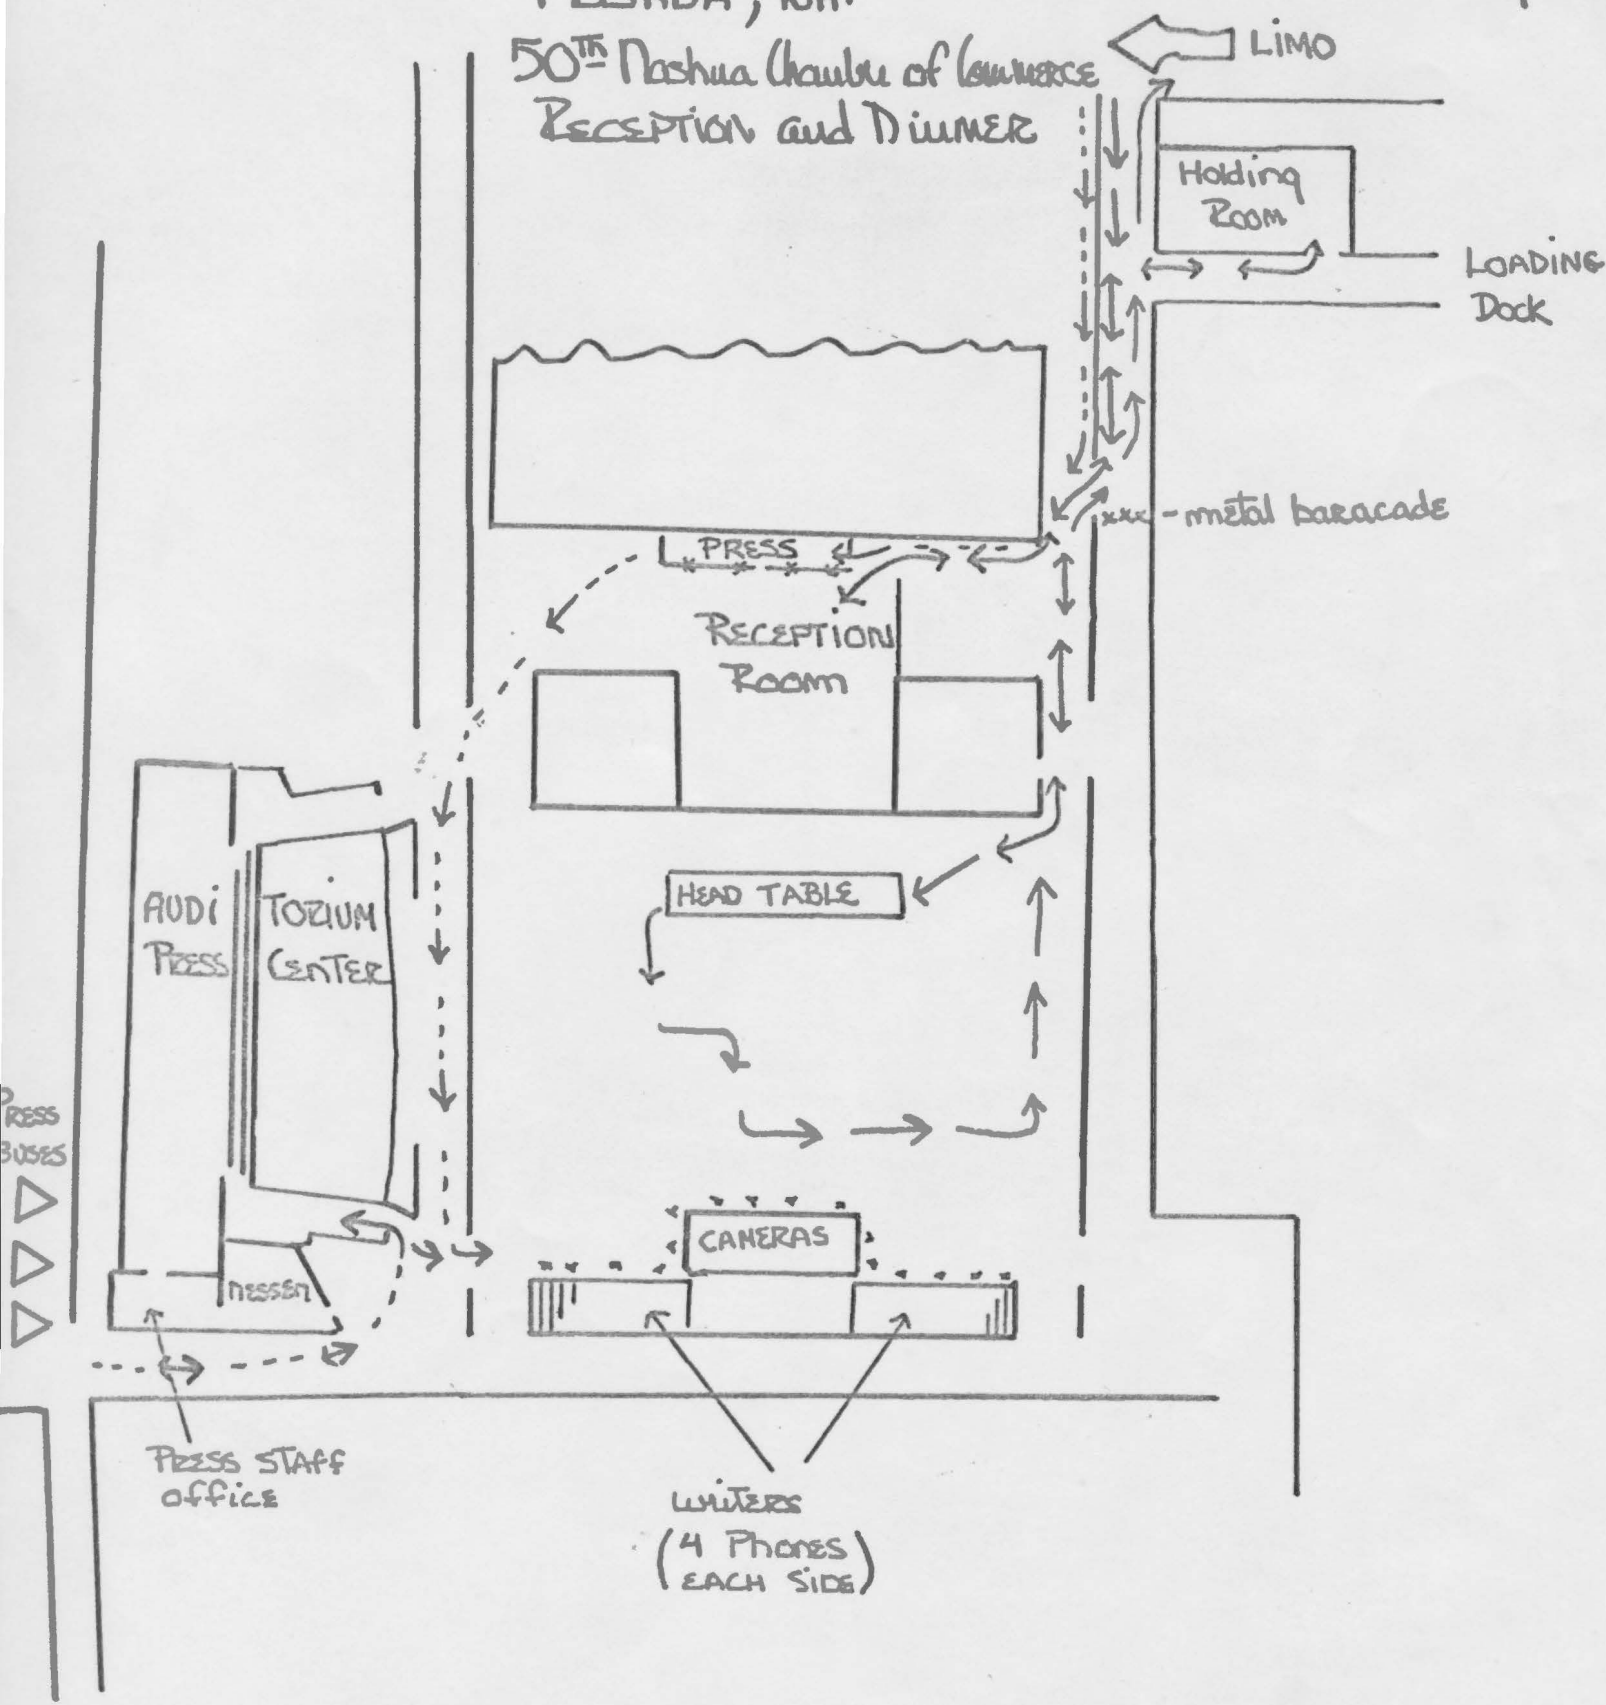 50TH Nashua Chamber of Commerce
RECEPTION and DINNER
LIMO
Holding
Room
LOADING
Dock
xxx - metal baracade
PRESS
RECEPTION
ROOM
HEAD TABLE
AUDI TORIUM
PRESS CENTER
PRESS
BUSES
CAMERAS
NESSEN
PRESS STAFF
OFFICE
WRITERS
(4 Phones
EACH SIDE)